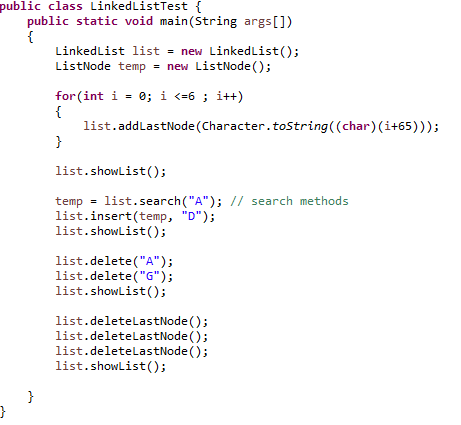 public class LinkedListTest {
    public static void main(String args[])
    {
        LinkedList list = new LinkedList();
        ListNode temp = new ListNode();

        for(int i = 0; i <=6 ; i++)
        {
            list.addLastNode(Character.toString((char)(i+65)));
        }

        list.showList();

        temp = list.search("A"); // search methods
        list.insert(temp, "D");
        list.showList();

        list.delete("A");
        list.delete("G");
        list.showList();

        list.deleteLastNode();
        list.deleteLastNode();
        list.deleteLastNode();
        list.showList();

    }
}